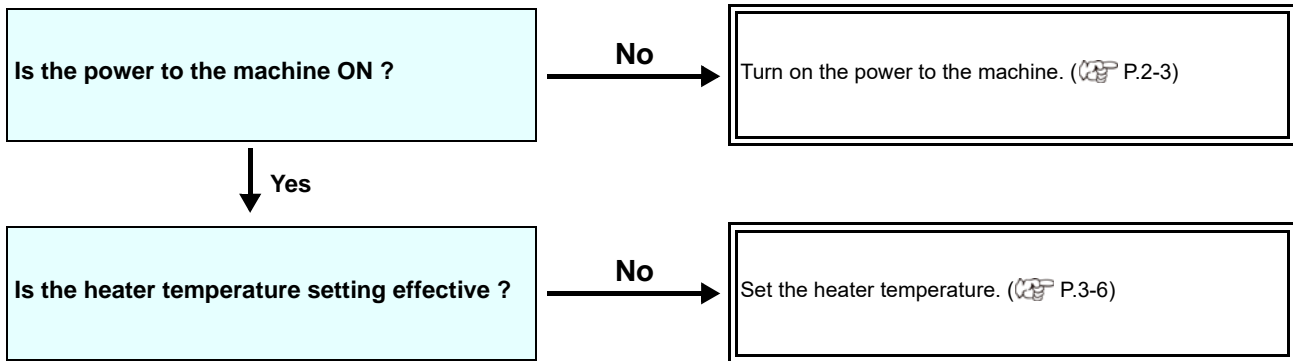 Is the power to the machine ON ?
No
Turn on the power to the machine. ( P.2-3)
Yes
Is the heater temperature setting effective ?
No
Set the heater temperature. ( P.3-6)